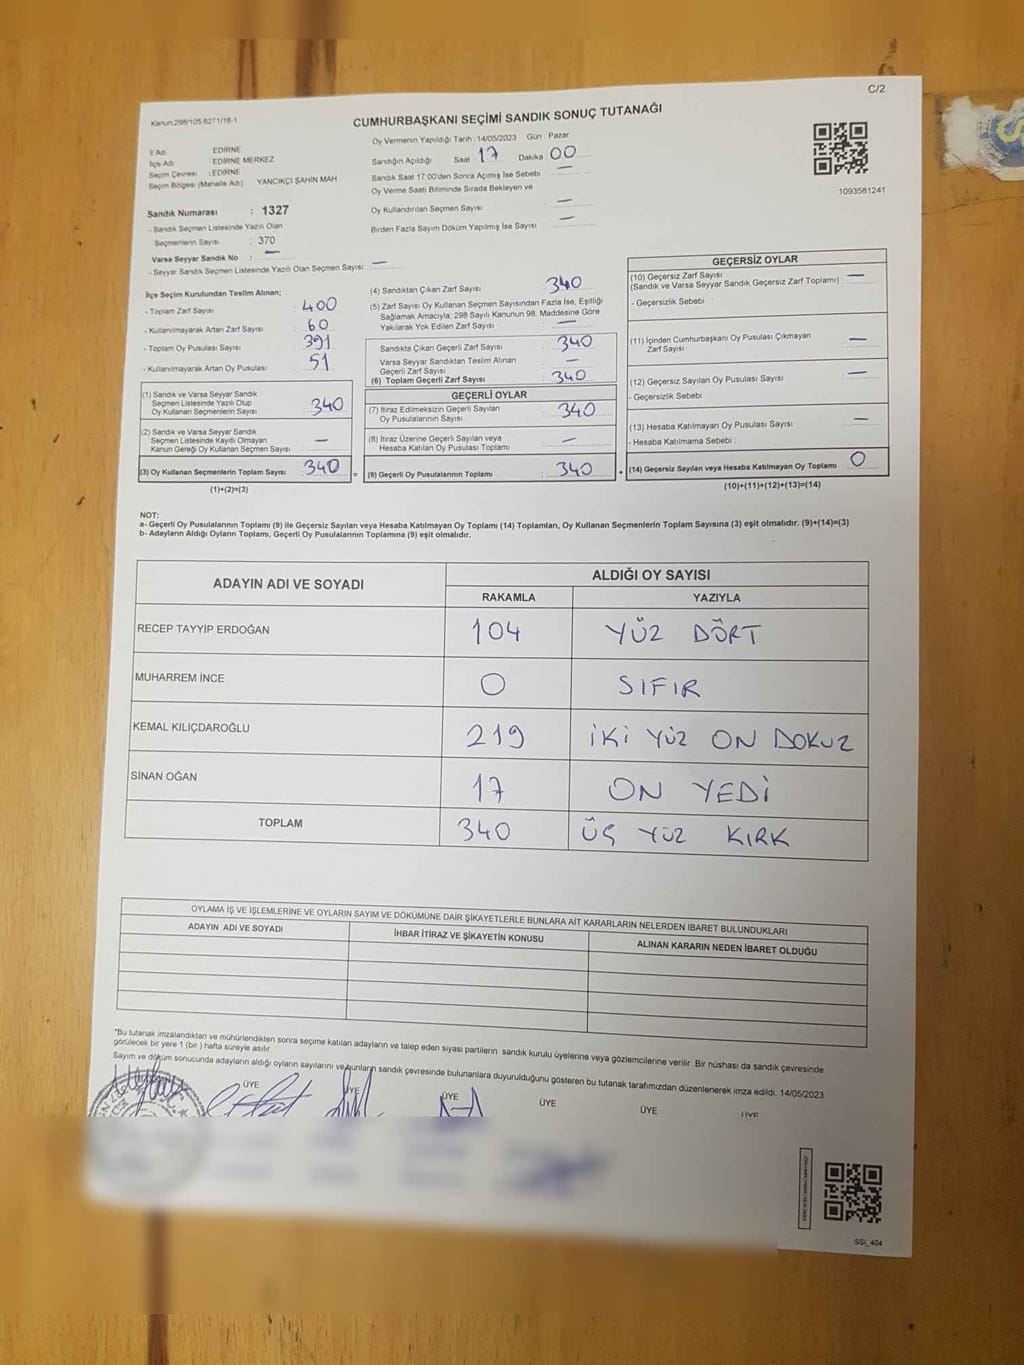 C/2
Kanun:298/105,6271/18-1
CUMHURBAŞKANI SEÇİMİ SANDIK SONUÇ TUTANAĞI
Oy Vermenin Yapıldığı Tarih :14/05/2023 Gün : Pazar
İl Adı : EDİRNE
İlçe Adı EDİRNE MERKEZ
Seçim Çevresi : EDİRNE
Seçim Bölgesi (Mahalle Adı) YANCIKÇI ŞAHİN MAH
Sandığın Açıldığı Saat 17 Dakika 00
Sandık Saat 17:00'den Sonra Açımış İse Sebebi : —
Oy Verme Saati Bitiminde Sırada Bekleyen ve
Oy Kullandırılan Seçmen Sayısı —
Birden Fazla Sayım Döküm Yapılmış İse Sayısı —
1093581241
Sandık Numarası : 1327
- Sandık Seçmen Listesinde Yazılı Olan
Seçmenlerin Sayısı : 370
Varsa Seyyar Sandık No : —
- Seyyar Sandık Seçmen Listesinde Yazılı Olan Seçmen Sayısı: —
İlçe Seçim Kurulundan Teslim Alınan;
- Toplam Zarf Sayısı : 400
- Kullanılmayarak Artan Zarf Sayısı : 60
- Toplam Oy Pusulası Sayısı : 391
- Kullanılmayarak Artan Oy Pusulası : 51
(1) Sandık ve Varsa Seyyar Sandık
Seçmen Listesinde Yazılı Olup
Oy Kullanan Seçmenlerin Sayısı : 340
(2) Sandık ve Varsa Seyyar Sandık
Seçmen Listesinde Kayıtlı Olmayan
Kanun Gereği Oy Kullanan Seçmen Sayısı —
(3) Oy Kullanan Seçmenlerin Toplam Sayısı 340
(1)+(2)=(3)
(4) Sandıktan Çıkan Zarf Sayısı : 340
(5) Zarf Sayısı Oy Kullanan Seçmen Sayısından Fazla İse, Eşitliği
Sağlamak Amacıyla; 298 Sayılı Kanunun 98. Maddesine Göre
Yakılarak Yok Edilen Zarf Sayısı : —
Sandıkta Çıkan Geçerli Zarf Sayısı : 340
Varsa Seyyar Sandıktan Teslim Alınan
Geçerli Zarf Sayısı : —
(6) Toplam Geçerli Zarf Sayısı : 340
GEÇERLİ OYLAR
(7) İtiraz Edilmeksizin Geçerli Sayılan
Oy Pusulalarının Sayısı : 340
(8) İtiraz Üzerine Geçerli Sayılan veya
Hesaba Katılan Oy Pusulası Toplamı : —
= (9) Geçerli Oy Pusulalarının Toplamı : 340 +
GEÇERSİZ OYLAR
(10) Geçersiz Zarf Sayısı
(Sandık ve Varsa Seyyar Sandık Geçersiz Zarf Toplamı) : —
- Geçersizlik Sebebi :
(11) İçinden Cumhurbaşkanı Oy Pusulası Çıkmayan
Zarf Sayısı : —
(12) Geçersiz Sayılan Oy Pusulası Sayısı : —
- Geçersizlik Sebebi :
(13) Hesaba Katılmayan Oy Pusulası Sayısı : —
- Hesaba Katılmama Sebebi :
(14) Geçersiz Sayılan veya Hesaba Katılmayan Oy Toplamı : 0
(10)+(11)+(12)+(13)=(14)
NOT:
a- Geçerli Oy Pusulalarının Toplamı (9) ile Geçersiz Sayılan veya Hesaba Katılmayan Oy Toplamı (14) Toplamları, Oy Kullanan Seçmenlerin Toplam Sayısına (3) eşit olmalıdır. (9)+(14)=(3)
b- Adayların Aldığı Oyların Toplamı, Geçerli Oy Pusulalarının Toplamına (9) eşit olmalıdır.
ADAYIN ADI VE SOYADI ALDIĞI OY SAYISI
RAKAMLA YAZIYLA
RECEP TAYYİP ERDOĞAN 104 YÜZ DÖRT
MUHARREM İNCE 0 SIFIR
KEMAL KILIÇDAROĞLU 219 İKİ YÜZ ON DOKUZ
SİNAN OĞAN 17 ON YEDİ
TOPLAM 340 ÜÇ YÜZ KIRK
OYLAMA İŞ VE İŞLEMLERİNE VE OYLARIN SAYIM VE DÖKÜMÜNE DAİR ŞİKAYETLERLE BUNLARA AİT KARARLARIN NELERDEN İBARET BULUNDUKLARI
ADAYIN ADI VE SOYADI İHBAR İTİRAZ VE ŞİKAYETİN KONUSU ALINAN KARARIN NEDEN İBARET OLDUĞU
*Bu tutanak imzalandıktan ve mühürlendikten sonra seçime katılan adayların ve talep eden siyasi partilerin sandık kurulu üyelerine veya gözlemcilerine verilir .Bir nüshası da sandık çevresinde
görülecek bir yere 1 (bir ) hafta süreyle asılır.
Sayım ve döküm sonucunda adayların aldığı oyların sayılarını ve bunların sandık çevresinde bulunanlara duyurulduğunu gösteren bu tutanak tarafımızdan düzenlenerek imza edildi. 14/05/2023
ÜYE ÜYE ÜYE ÜYE ÜYE ÜYE
SSI_404